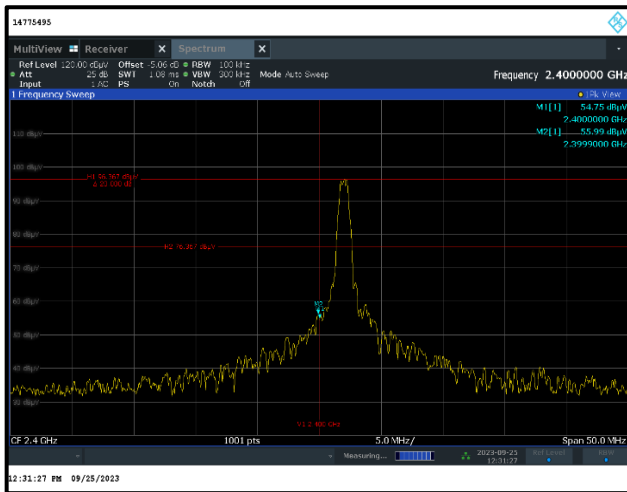 14775495
MultiView Receiver X Spectrum X
Ref Level 120.00 dBµV Offset -5.06 dB RBW 100 kHz
Att 25 dB SWT 1.08 ms VBW 300 kHz Mode Auto Sweep Frequency 2.4000000 GHz
Input 1 AC PS On Notch Off
1 Frequency Sweep 1Pk View
M1[1] 54.75 dBµV
2.4000000 GHz
M2[1] 55.99 dBµV
2.3999000 GHz
110 dBµV
100 dBµV
90 dBµV
80 dBµV
70 dBµV
60 dBµV
50 dBµV
40 dBµV
30 dBµV
M2
CF 2.4 GHz 1001 pts 5.0 MHz/ Span 50.0 MHz
Measuring... 2023-09-25 Ref Level RBW
12:31:27
12:31:27 PM 09/25/2023